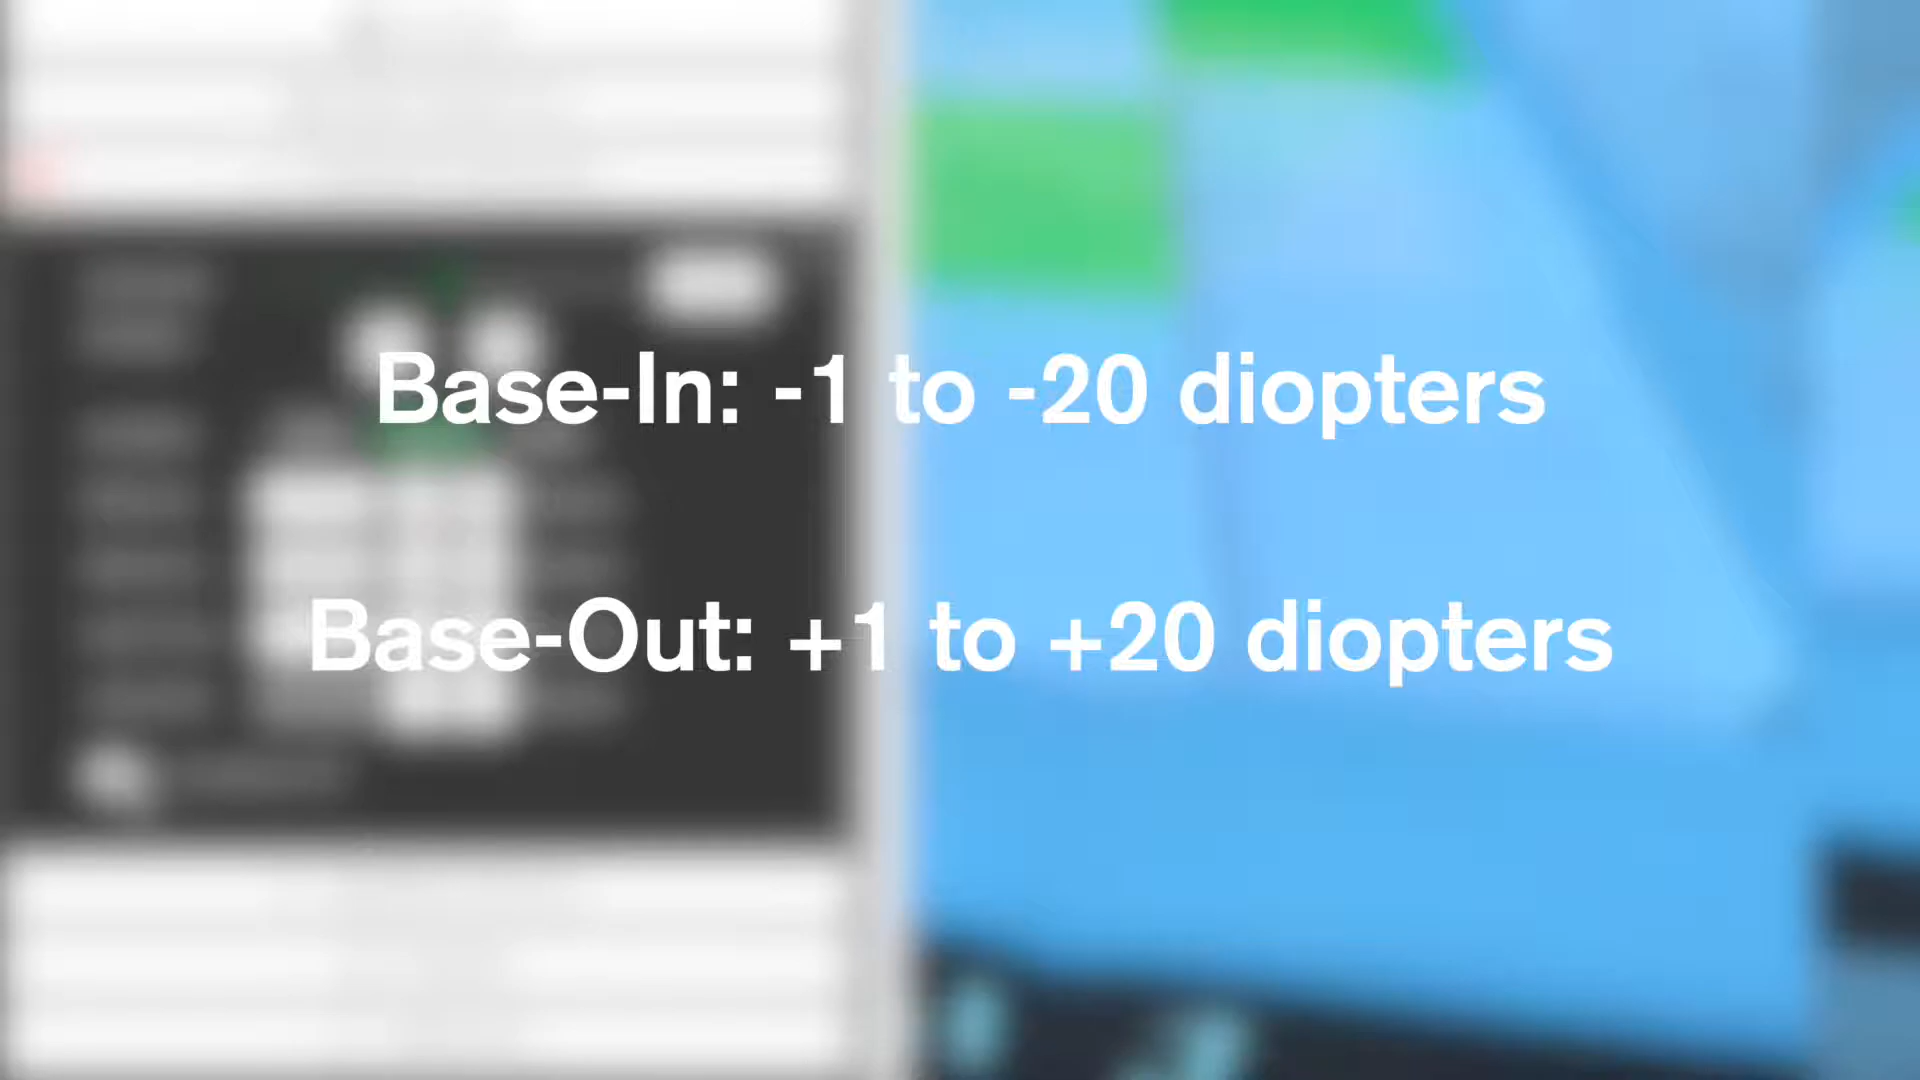 Base-In: -1 to -20 diopters
Base-Out: +1 to +20 diopters